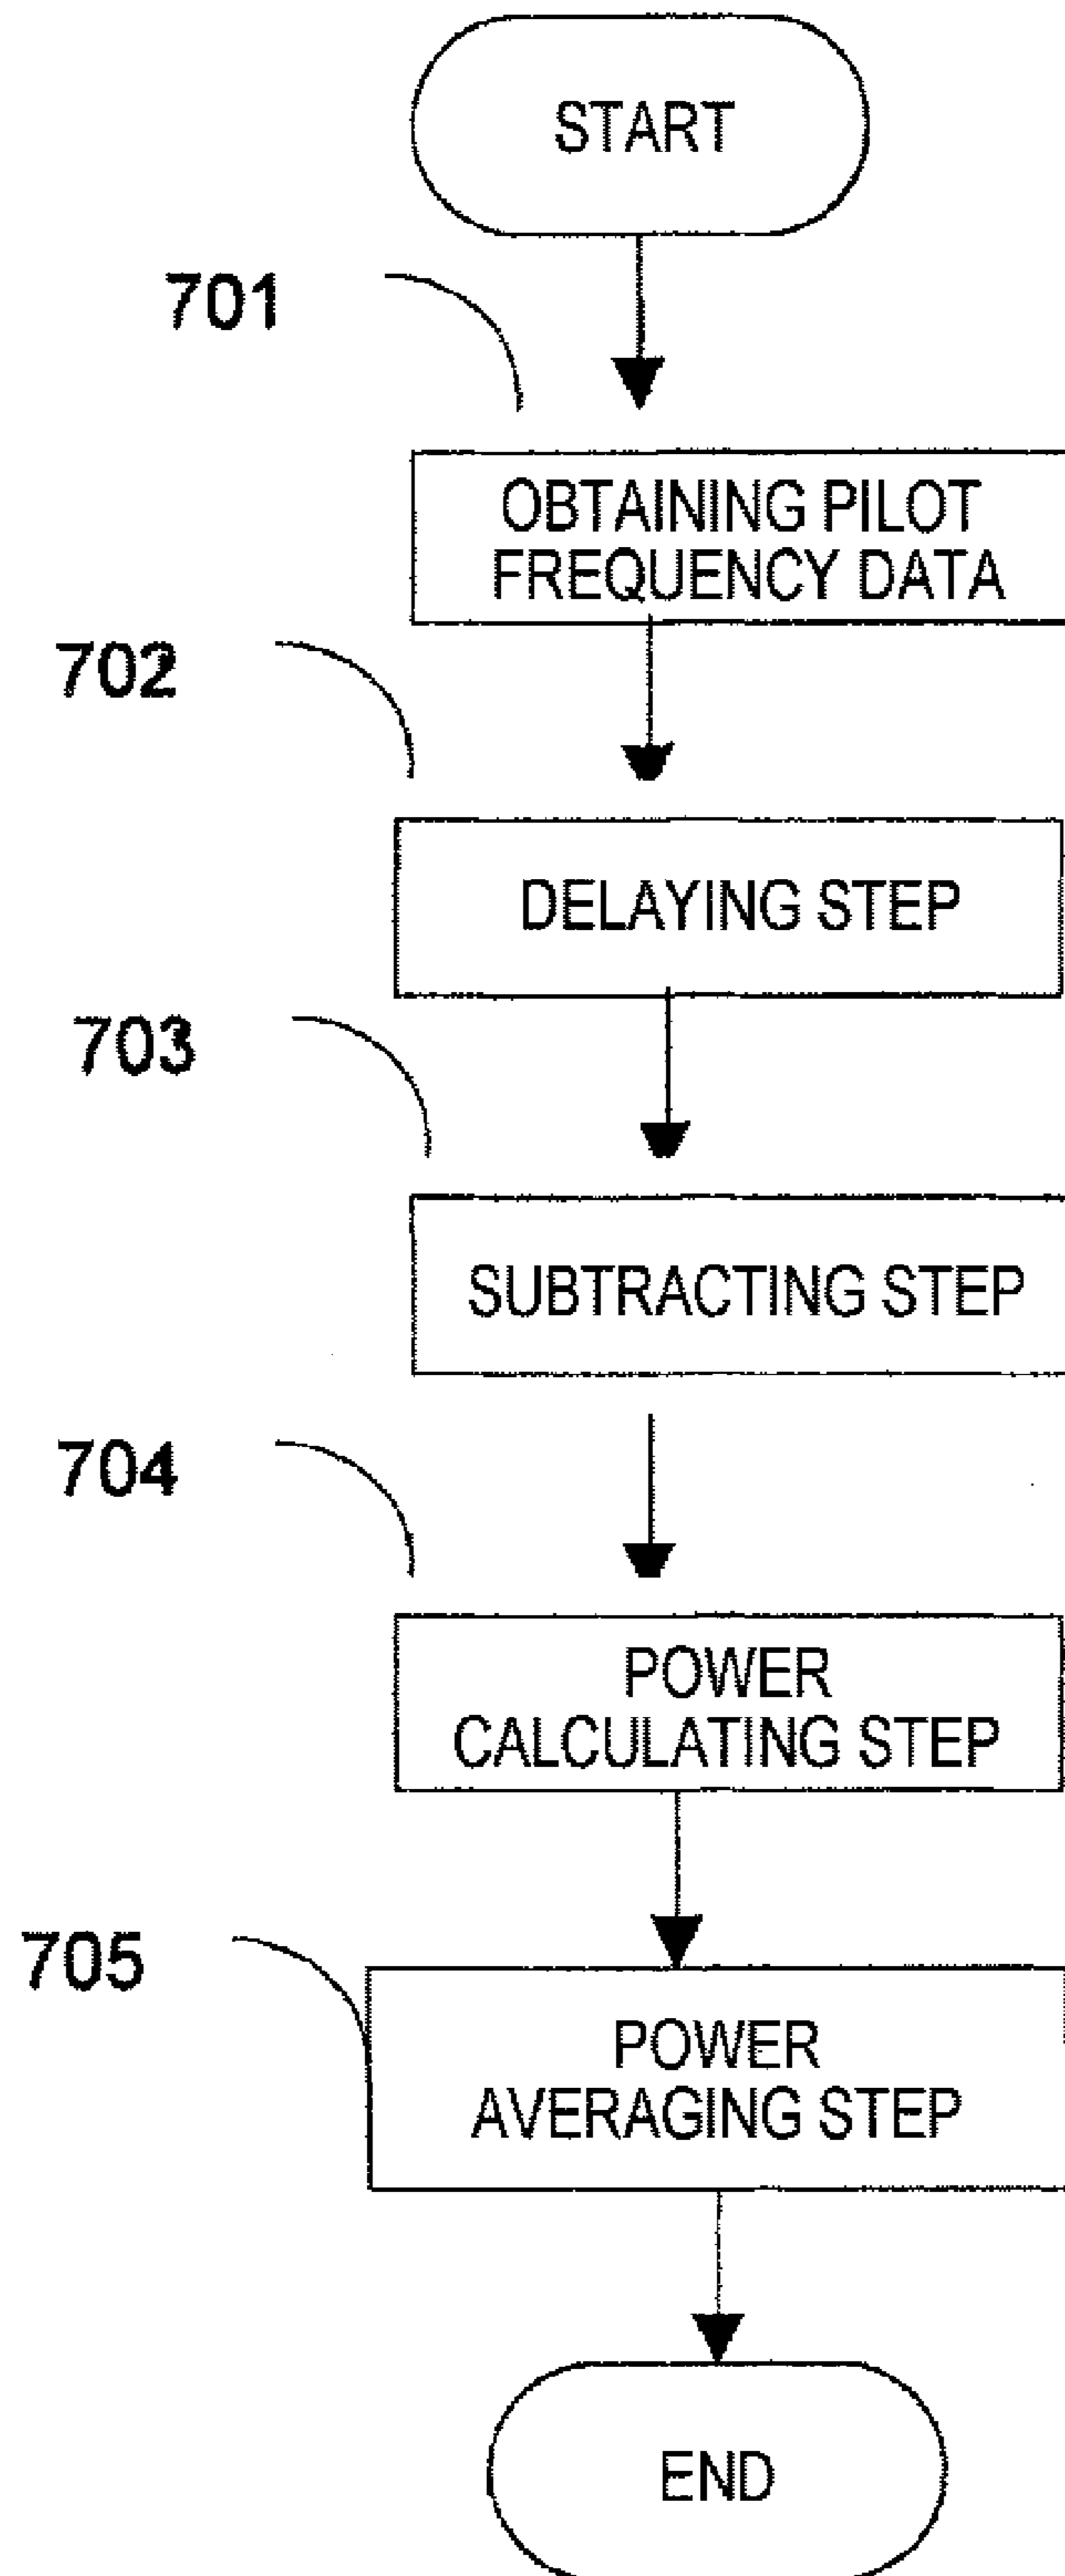 START
701
OBTAINING PILOT
FREQUENCY DATA
702
DELAYING STEP
703
SUBTRACTING STEP
704
POWER
CALCULATING STEP
705
POWER
AVERAGING STEP
END